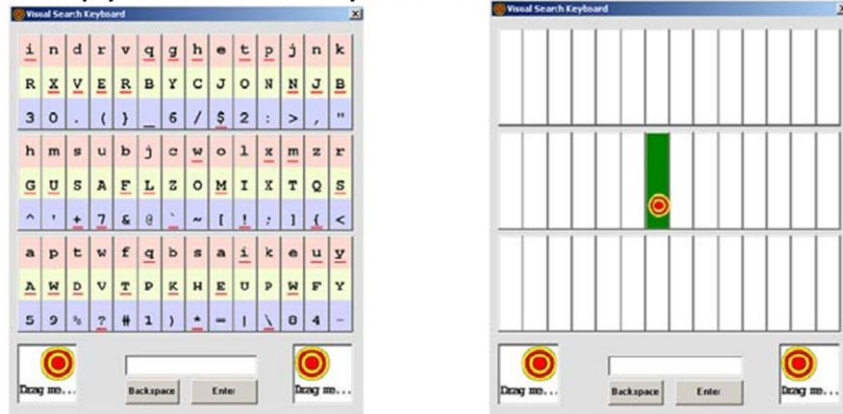 Visual Search Keyboard
i n d r v q g h e t p j n k
R X V E R B Y C J O N N J B
3 0 . ( } _ 6 / $ 2 : > , "
h m s u b j c w o l x m z r
G U S A F L Z O M I X T Q S
^ ' + 7 & @ ` ~ [ ! ; ] { <
a p t w f q b s a i k e u y
A W D V T P K H E U P W F Y
5 9 % ? # 1 ) * = | \ 8 4 -
Drag me...
Backspace
Enter
Drag me...
Visual Search Keyboard
Drag me...
Backspace
Enter
Drag me...